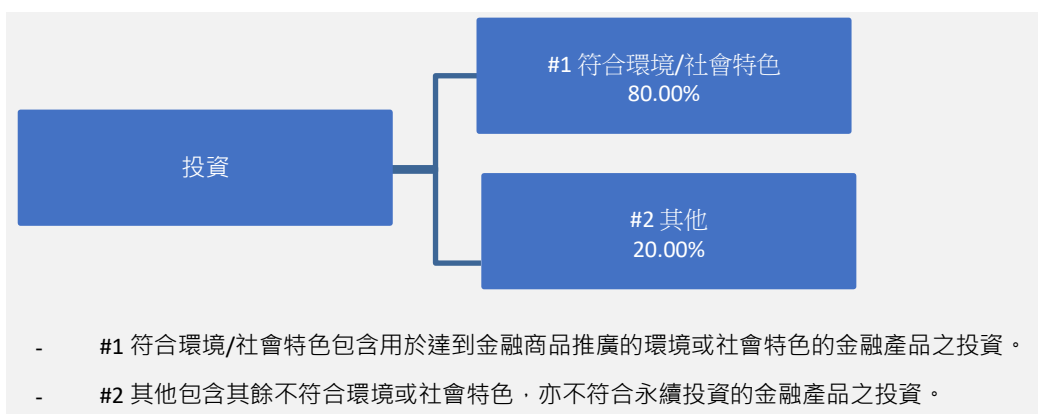 #1 符合環境/社會特色
80.00%
投資
#2 其他
20.00%
- #1 符合環境/社會特色包含用於達到金融商品推廣的環境或社會特色的金融產品之投資。
- #2 其他包含其餘不符合環境或社會特色，亦不符合永續投資的金融產品之投資。